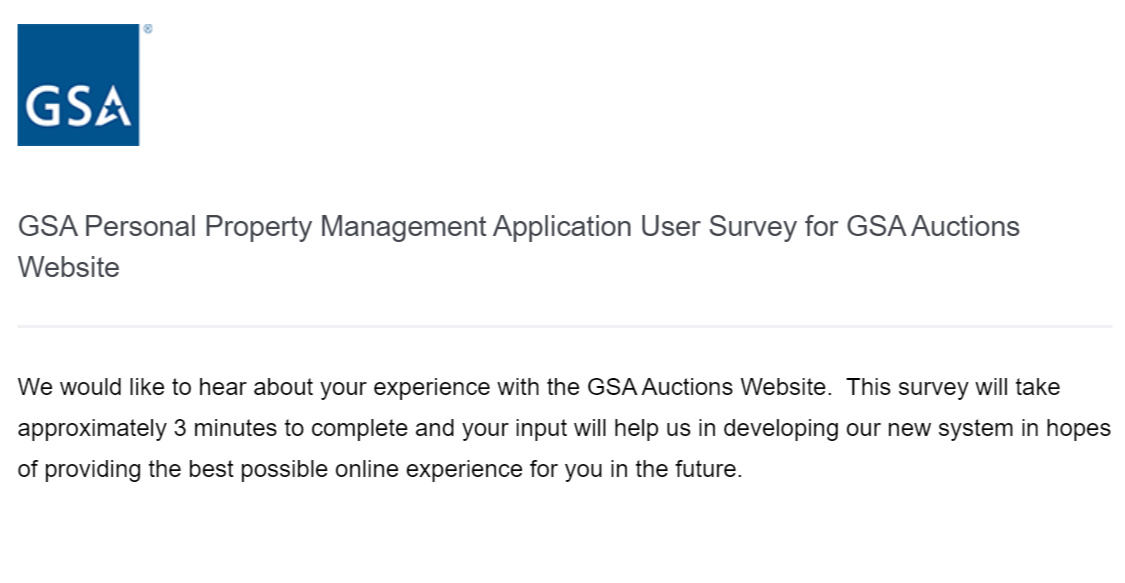 ®
GSA
GSA Personal Property Management Application User Survey for GSA Auctions
Website
We would like to hear about your experience with the GSA Auctions Website.  This survey will take
approximately 3 minutes to complete and your input will help us in developing our new system in hopes
of providing the best possible online experience for you in the future.